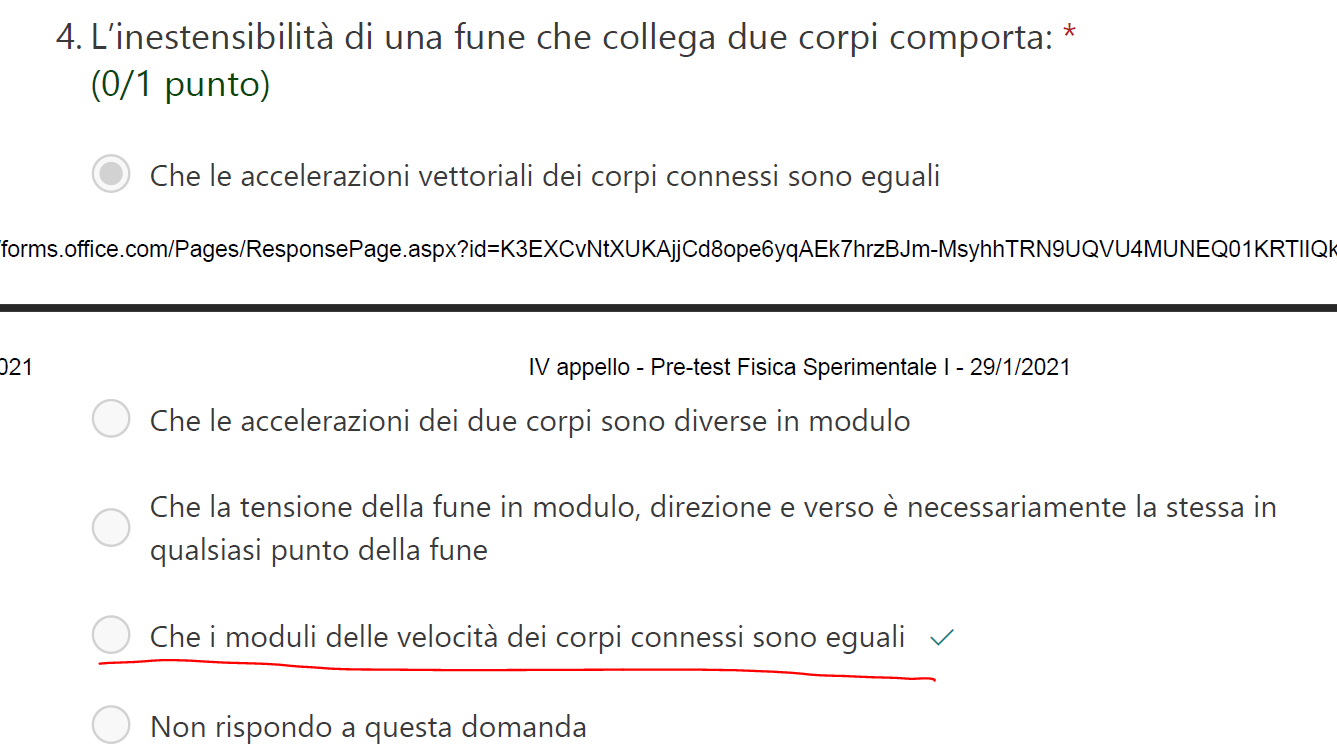 4. L’inestensibilità di una fune che collega due corpi comporta: *
(0/1 punto)
Che le accelerazioni vettoriali dei corpi connessi sono eguali
/forms.office.com/Pages/ResponsePage.aspx?id=K3EXCvNtXUKAjjCd8ope6yqAEk7hrzBJm-MsyhhTRN9UQVU4MUNEQ01KRTlIQk
021
IV appello - Pre-test Fisica Sperimentale I - 29/1/2021
Che le accelerazioni dei due corpi sono diverse in modulo
Che la tensione della fune in modulo, direzione e verso è necessariamente la stessa in
qualsiasi punto della fune
Che i moduli delle velocità dei corpi connessi sono eguali
Non rispondo a questa domanda